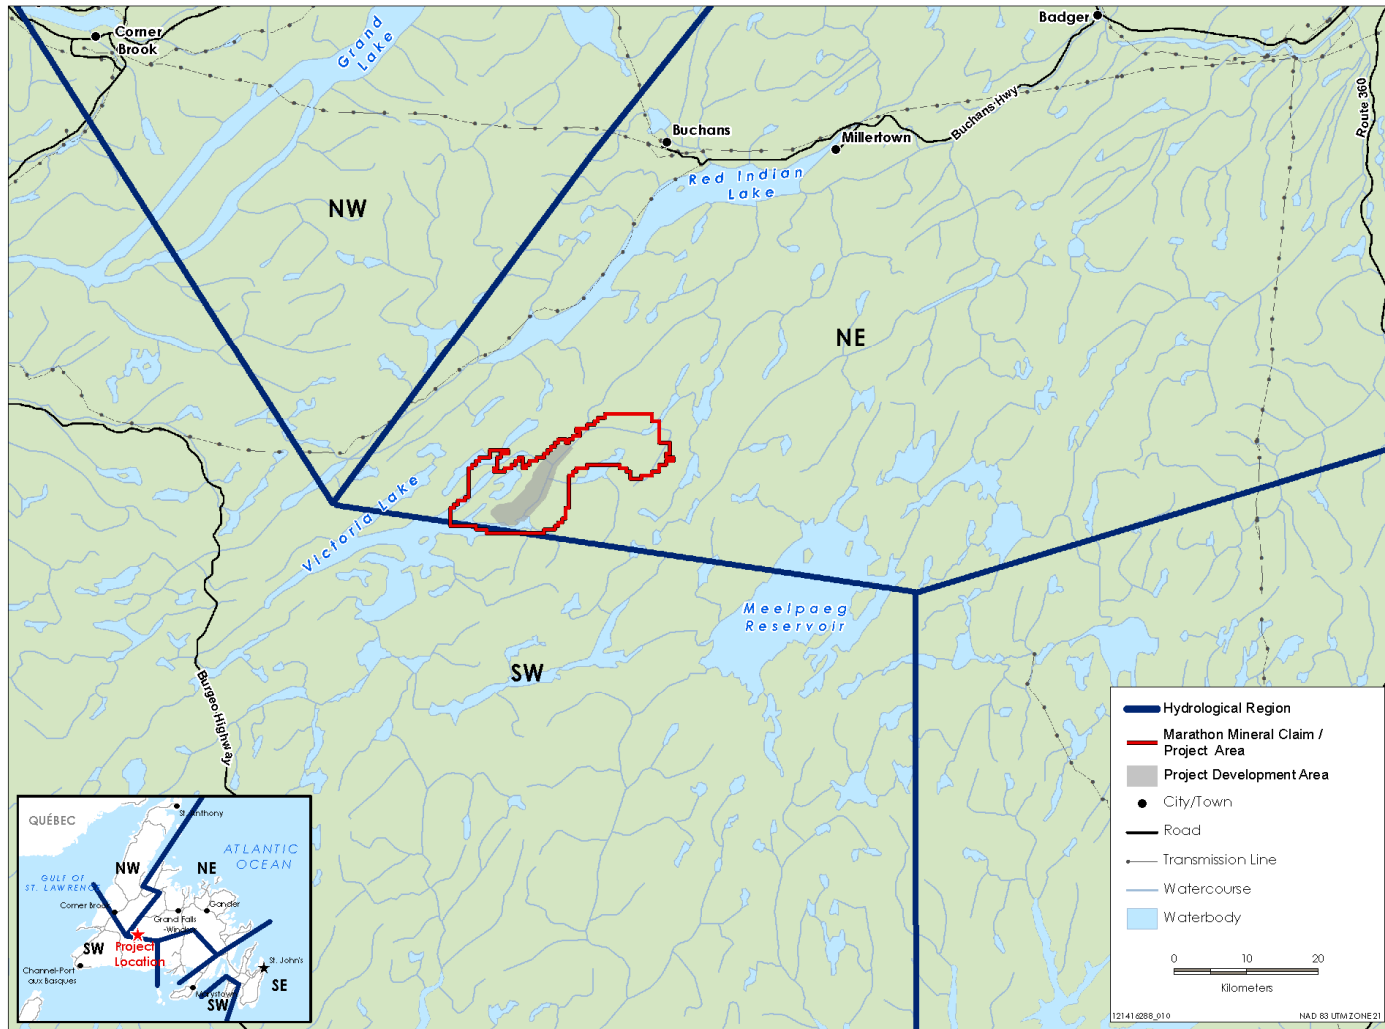 Corner
Brook
Grand
Lake
Badger
Buchans Hwy
Route 360
Buchans
Millertown
Red Indian
Lake
NW
NE
Victoria Lake
Meelpaeg
Reservoir
SW
Burgeo Highway
Hydrological Region
Marathon Mineral Claim /
Project Area
Project Development Area
City/Town
Road
Transmission Line
Watercourse
Waterbody
0 10 20
Kilometers
121416288_010
NAD 83 UTM ZONE 21
QUÉBEC
St. Anthony
ATLANTIC
OCEAN
NW
NE
GULF OF
ST. LAWRENCE
Corner Brook
Grand Falls
-Windsor
Gander
SW
Project
Location
Channel-Port
aux Basques
St. John's
SE
Marystown
SW